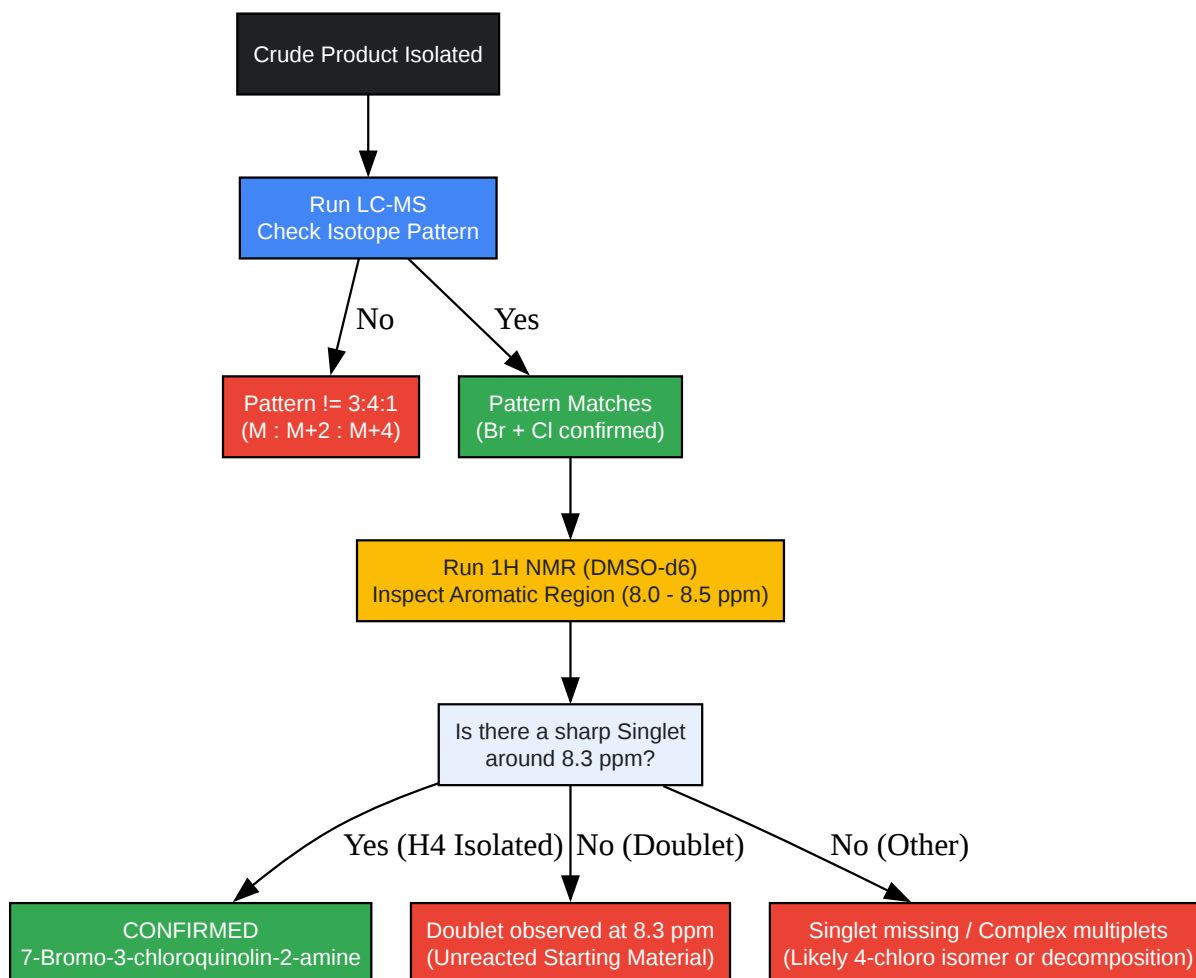 Crude Product Isolated
Run LC-MS
Check Isotope Pattern
No
Yes
Pattern != 3:4:1
(M : M+2 : M+4)
Pattern Matches
(Br + Cl confirmed)
Run 1H NMR (DMSO-d6)
Inspect Aromatic Region (8.0 - 8.5 ppm)
Is there a sharp Singlet
around 8.3 ppm?
Yes (H4 Isolated)
No (Doublet)
No (Other)
CONFIRMED
7-Bromo-3-chloroquinolin-2-amine
Doublet observed at 8.3 ppm
(Unreacted Starting Material)
Singlet missing / Complex multiplets
(Likely 4-chloro isomer or decomposition)